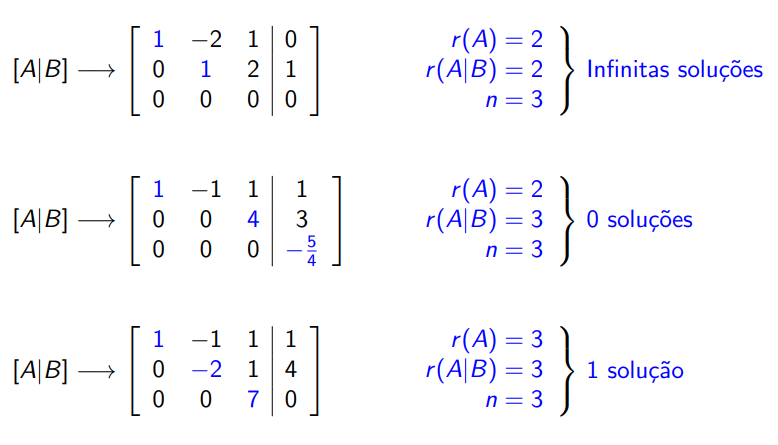 1 −2 1 0 r(A) = 2
[A|B] ⟶ 0 1 2 1 r(A|B) = 2 Infinitas soluções
0 0 0 0 n = 3
1 −1 1 1 r(A) = 2
[A|B] ⟶ 0 0 4 3 r(A|B) = 3 0 soluções
0 0 0 −5/4 n = 3
1 −1 1 1 r(A) = 3
[A|B] ⟶ 0 −2 1 4 r(A|B) = 3 1 solução
0 0 7 0 n = 3